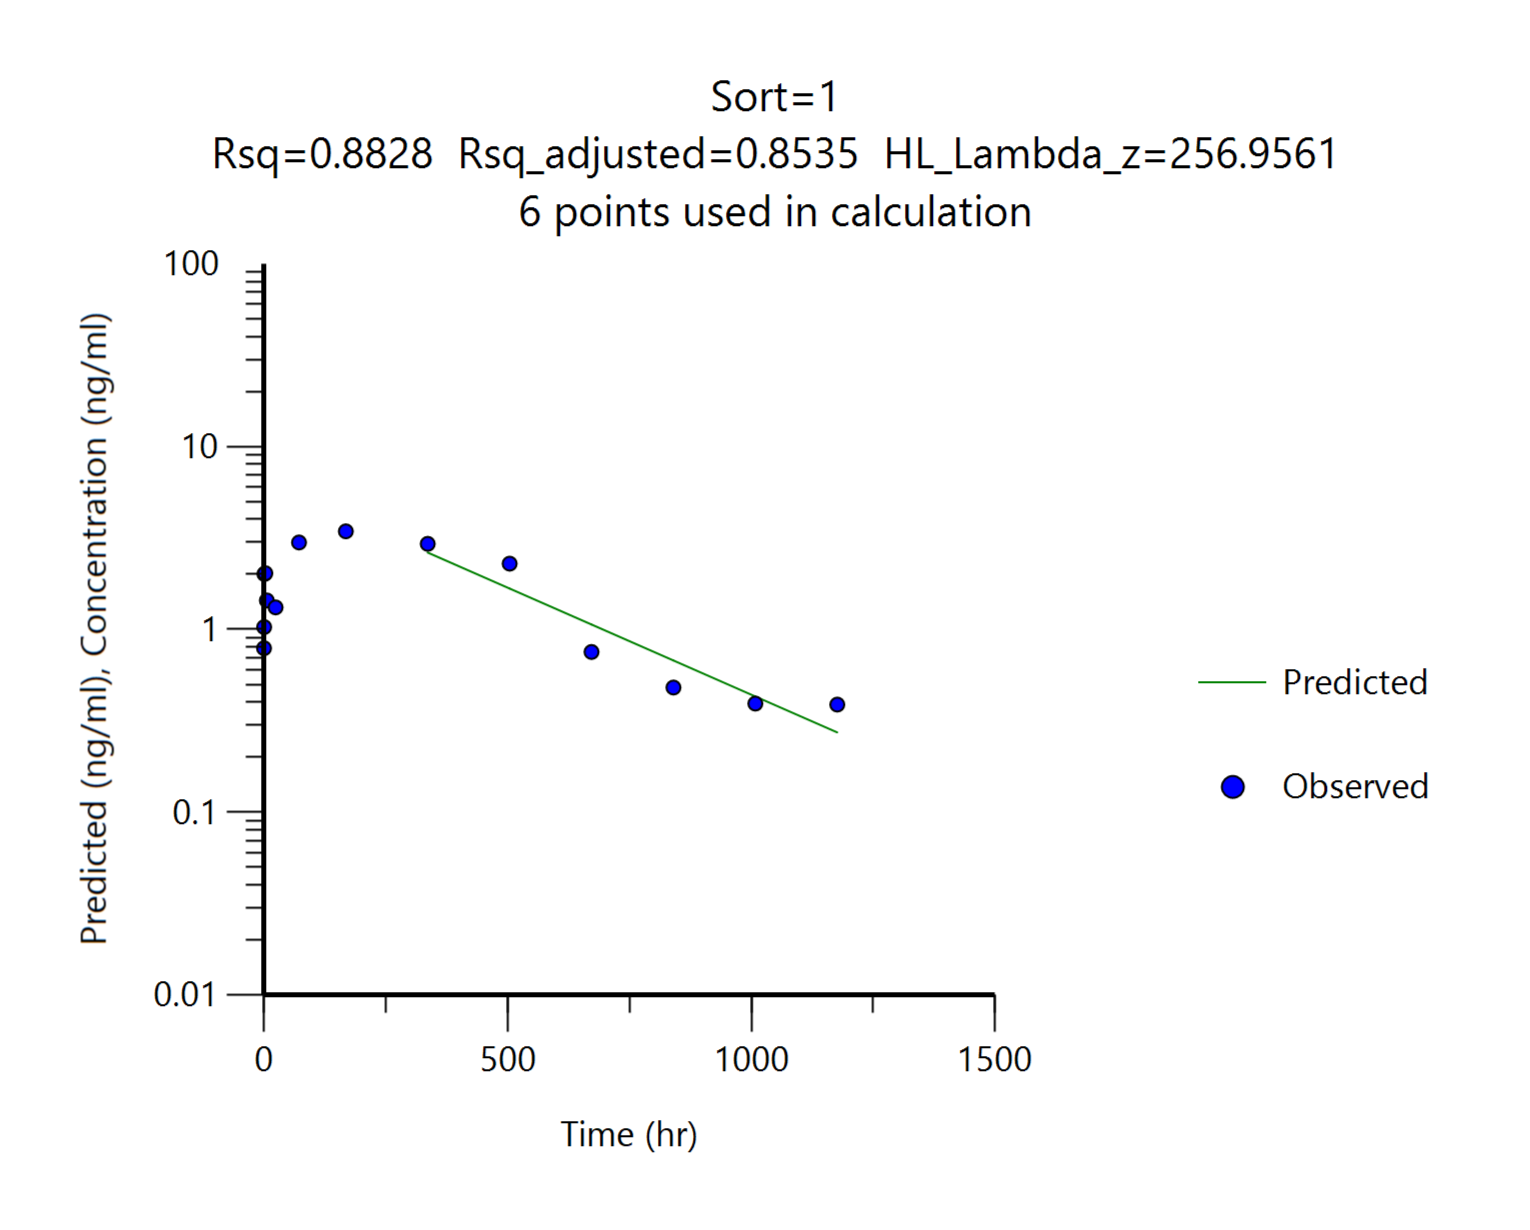 Sort=1
Rsq=0.8828 Rsq_adjusted=0.8535 HL_Lambda_z=256.9561
6 points used in calculation
Predicted (ng/ml), Concentration (ng/ml)
100
10
1
0.1
0.01
0 500 1000 1500
Time (hr)
Predicted
Observed